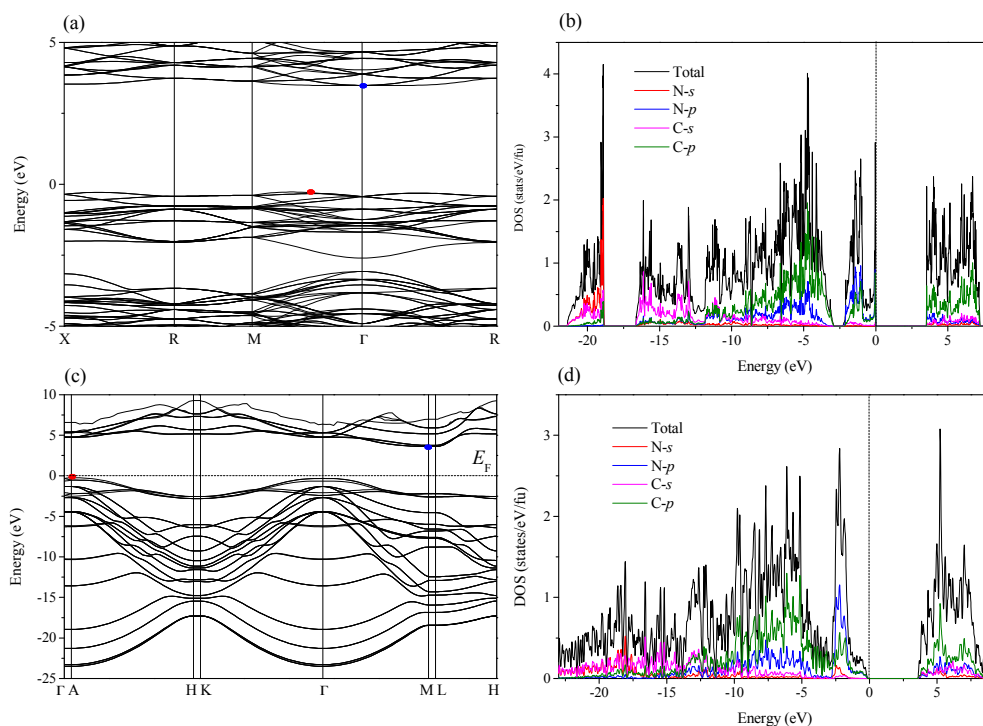 (a)
5
0
-5
Energy (eV)
X R M Γ R
(b)
4
3
2
1
0
DOS (stats/eV/fu)
Total
N-s
N-p
C-s
C-p
-20 -15 -10 -5 0 5
Energy (eV)
(c)
10
5
0
-5
-10
-15
-20
-25
Energy (eV)
EF
Γ A H K Γ M L H
(d)
3
2
1
0
DOS (states/eV/fu)
Total
N-s
N-p
C-s
C-p
-20 -15 -10 -5 0 5
Energy (eV)